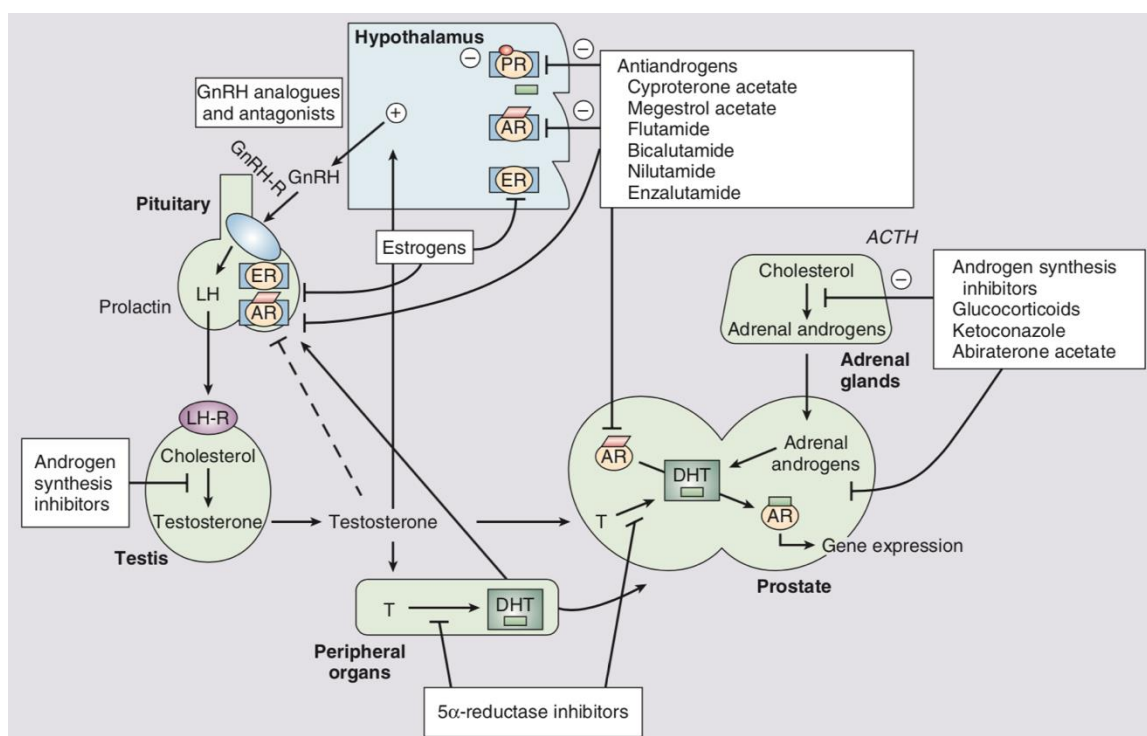 Hypothalamus
−
PR
−
AR
−
ER
+
GnRH analogues
and antagonists
GnRH-R
GnRH
Antiandrogens
Cyproterone acetate
Megestrol acetate
Flutamide
Bicalutamide
Nilutamide
Enzalutamide
Pituitary
ER
LH
AR
Prolactin
Estrogens
ACTH
Cholesterol
Adrenal androgens
Adrenal
glands
−
Androgen synthesis
inhibitors
Glucocorticoids
Ketoconazole
Abiraterone acetate
LH-R
Cholesterol
Testosterone
Testis
Androgen
synthesis
inhibitors
Testosterone
AR
DHT
Adrenal
androgens
T
AR
Gene expression
Prostate
T
DHT
Peripheral
organs
5α-reductase inhibitors